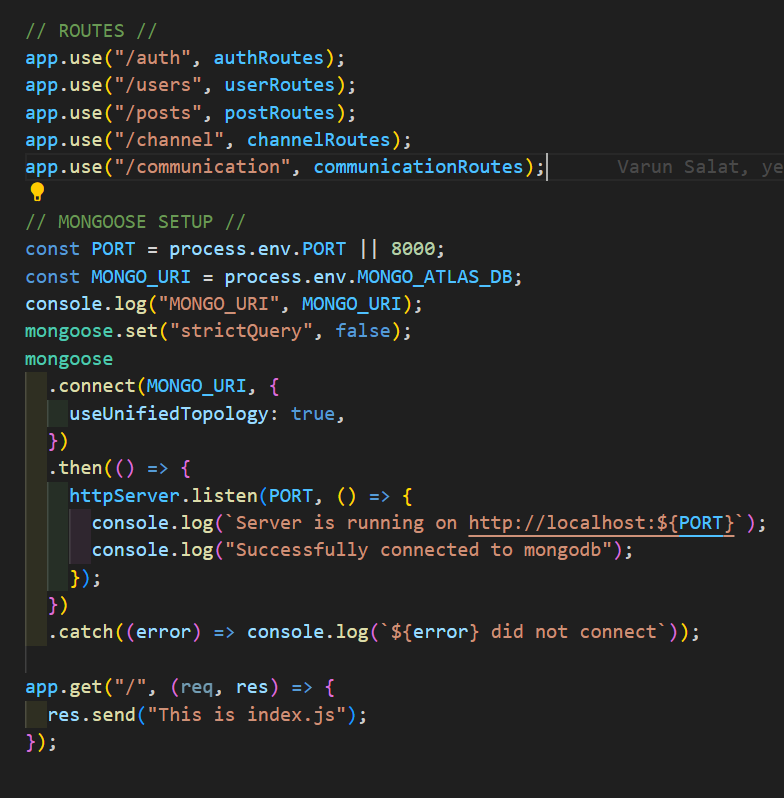 // ROUTES //
app.use("/auth", authRoutes);
app.use("/users", userRoutes);
app.use("/posts", postRoutes);
app.use("/channel", channelRoutes);
app.use("/communication", communicationRoutes); Varun Salat, ye
// MONGOOSE SETUP //
const PORT = process.env.PORT || 8000;
const MONGO_URI = process.env.MONGO_ATLAS_DB;
console.log("MONGO_URI", MONGO_URI);
mongoose.set("strictQuery", false);
mongoose
  .connect(MONGO_URI, {
    useUnifiedTopology: true,
  })
  .then(() => {
    httpServer.listen(PORT, () => {
      console.log(`Server is running on http://localhost:${PORT}`);
      console.log("Successfully connected to mongodb");
    });
  })
  .catch((error) => console.log(`${error} did not connect`));
app.get("/", (req, res) => {
  res.send("This is index.js");
});